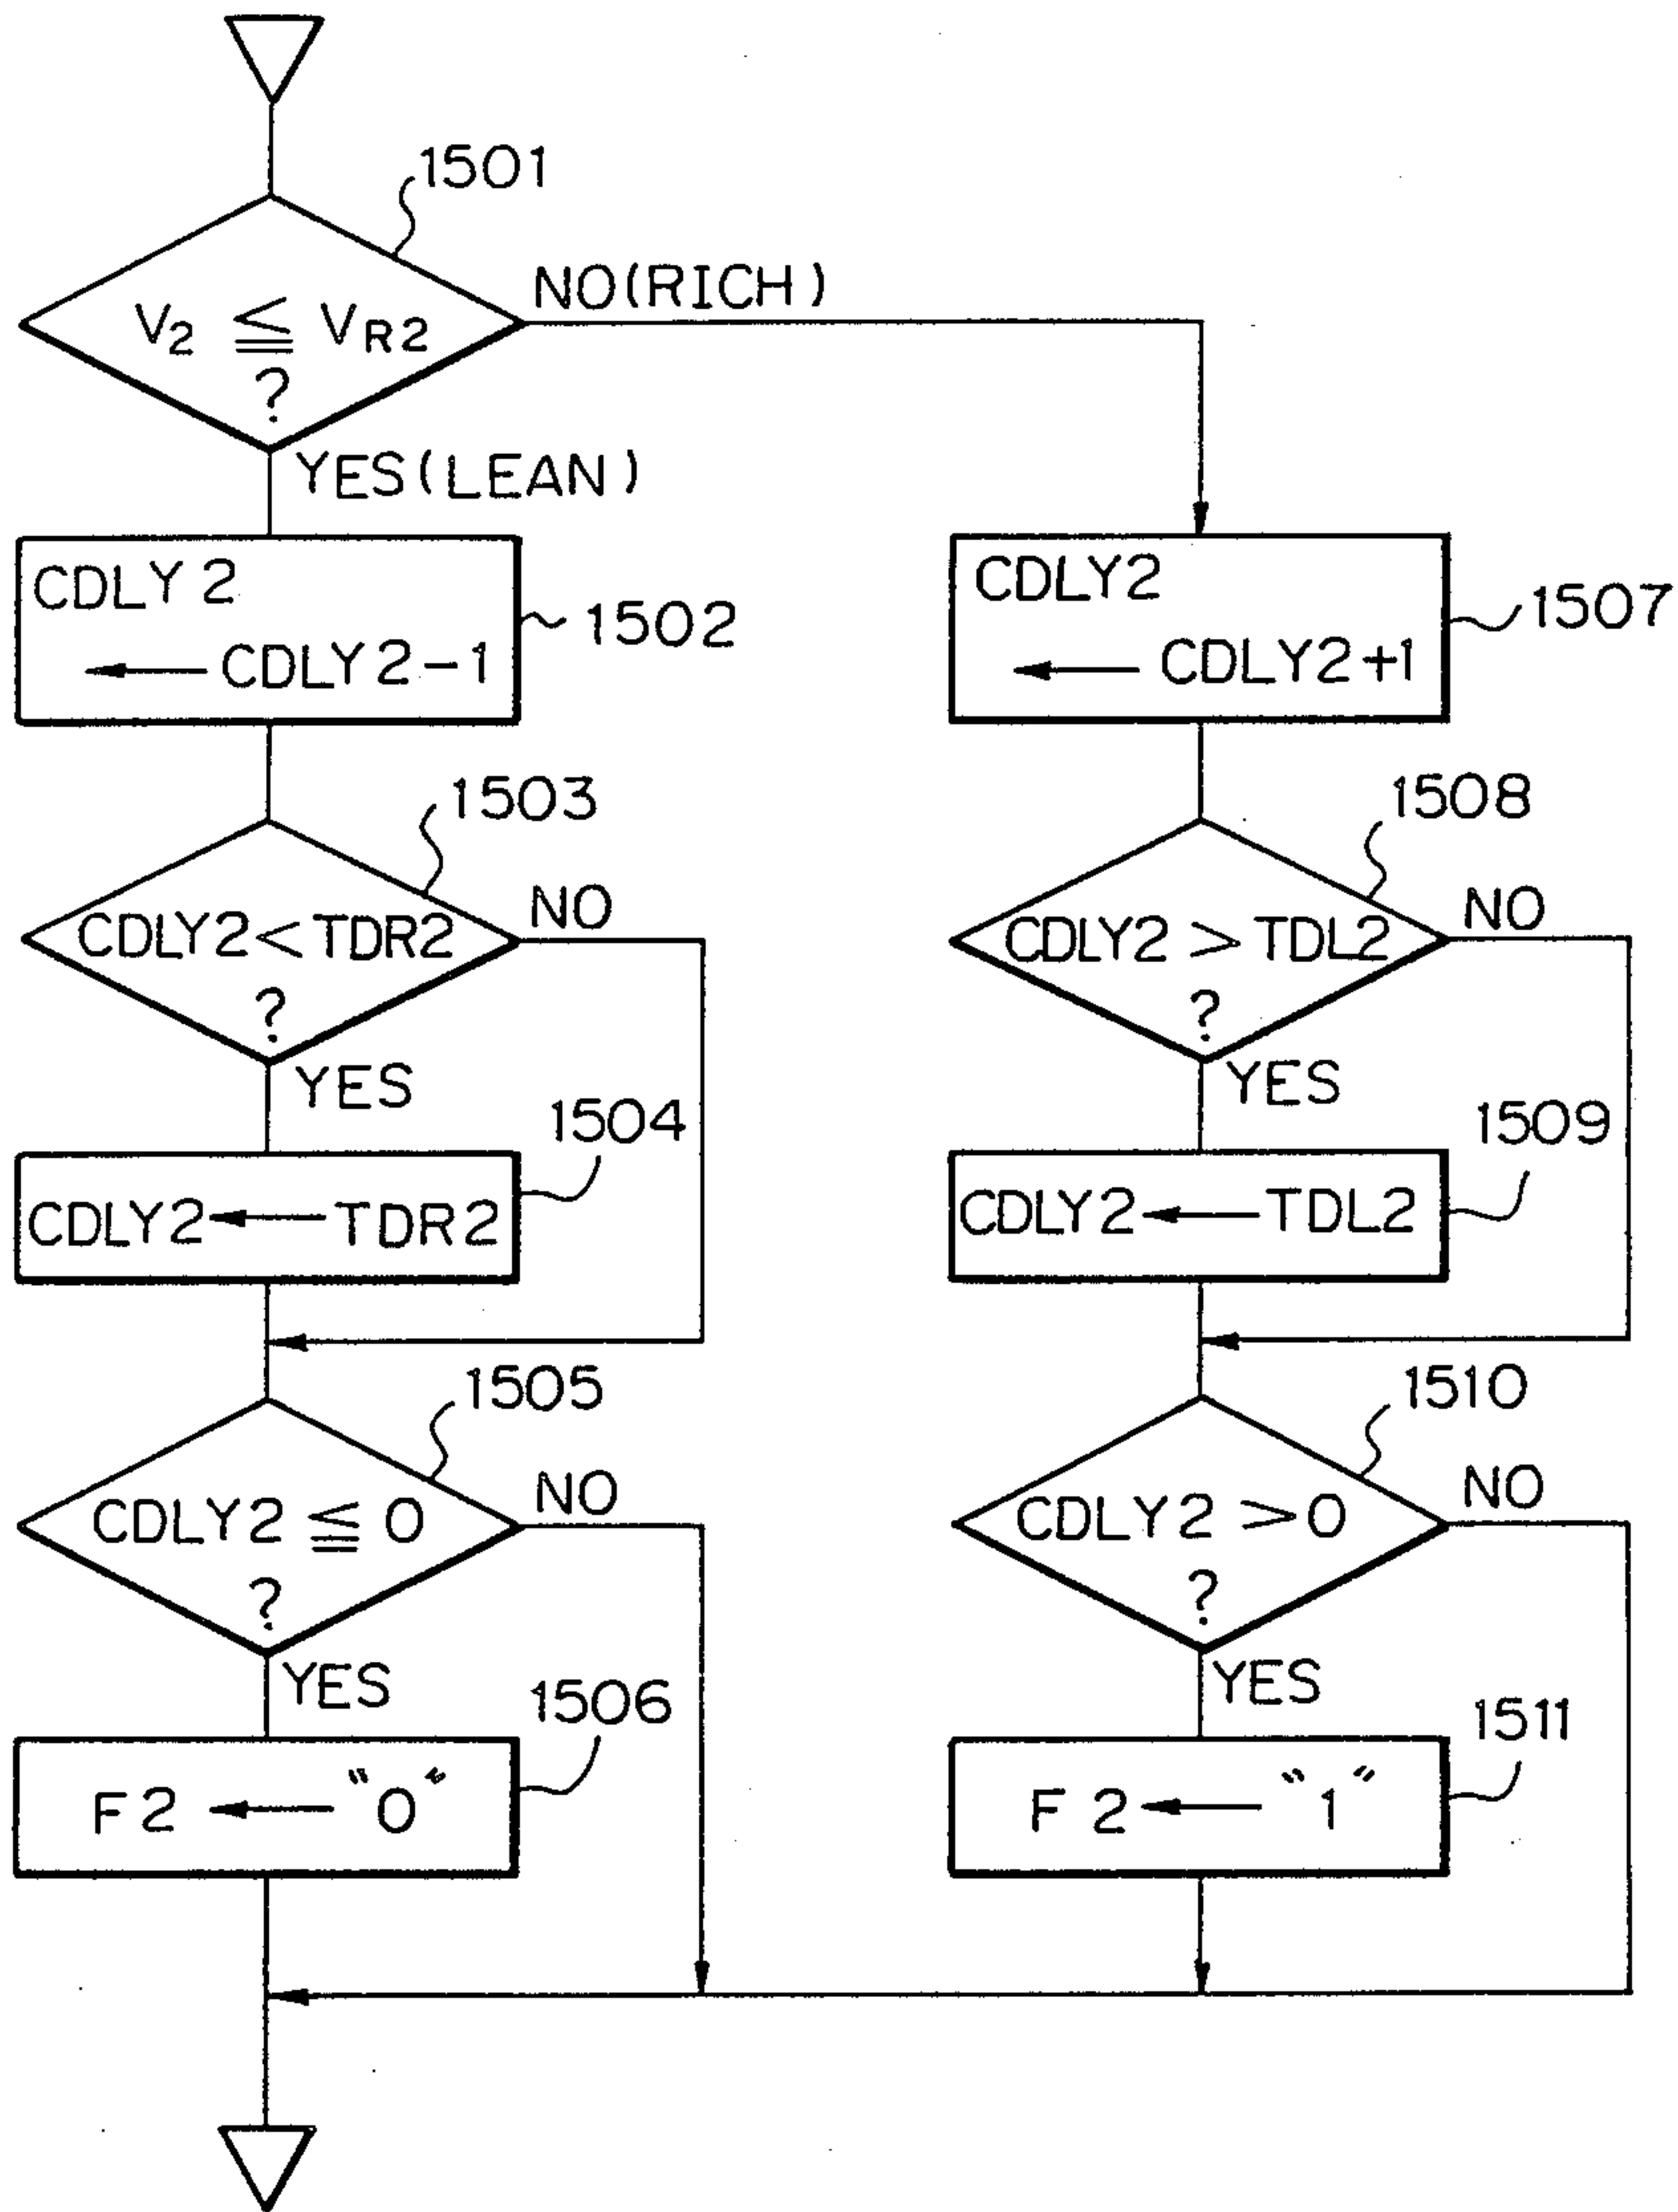 1501
NO(RICH)
V2 ≦ VR2
?
YES(LEAN)
CDLY 2
← CDLY 2-1
1502
1503
CDLY2<TDR2
?
NO
YES
1504
CDLY2 ← TDR2
1505
CDLY2 ≦ 0
?
NO
YES
1506
F2 ← "0"
CDLY2
← CDLY2+1
1507
1508
CDLY2 > TDL2
?
NO
YES
1509
CDLY2 ← TDL2
1510
CDLY2 >0
?
NO
YES
1511
F2 ← "1"